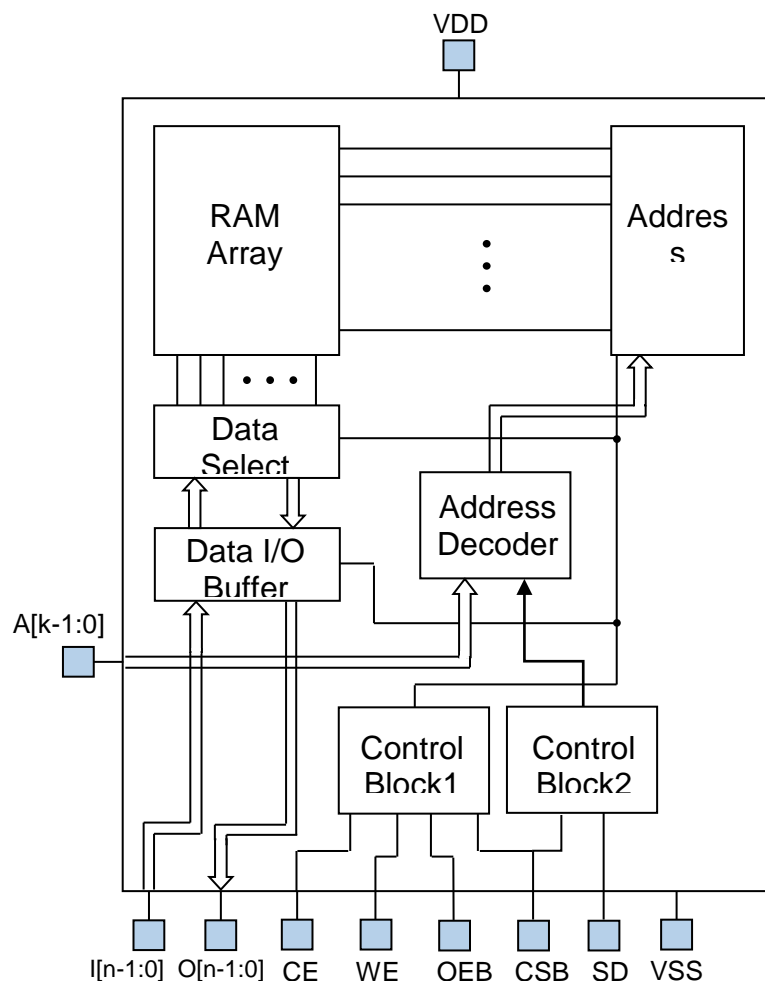 VDD
RAM
Array
Addres
s
Data
Select
Address
Decoder
Data I/O
Buffer
A[k-1:0]
Control
Block1
Control
Block2
I[n-1:0]
O[n-1:0]
CE
WE
OEB
CSB
SD
VSS